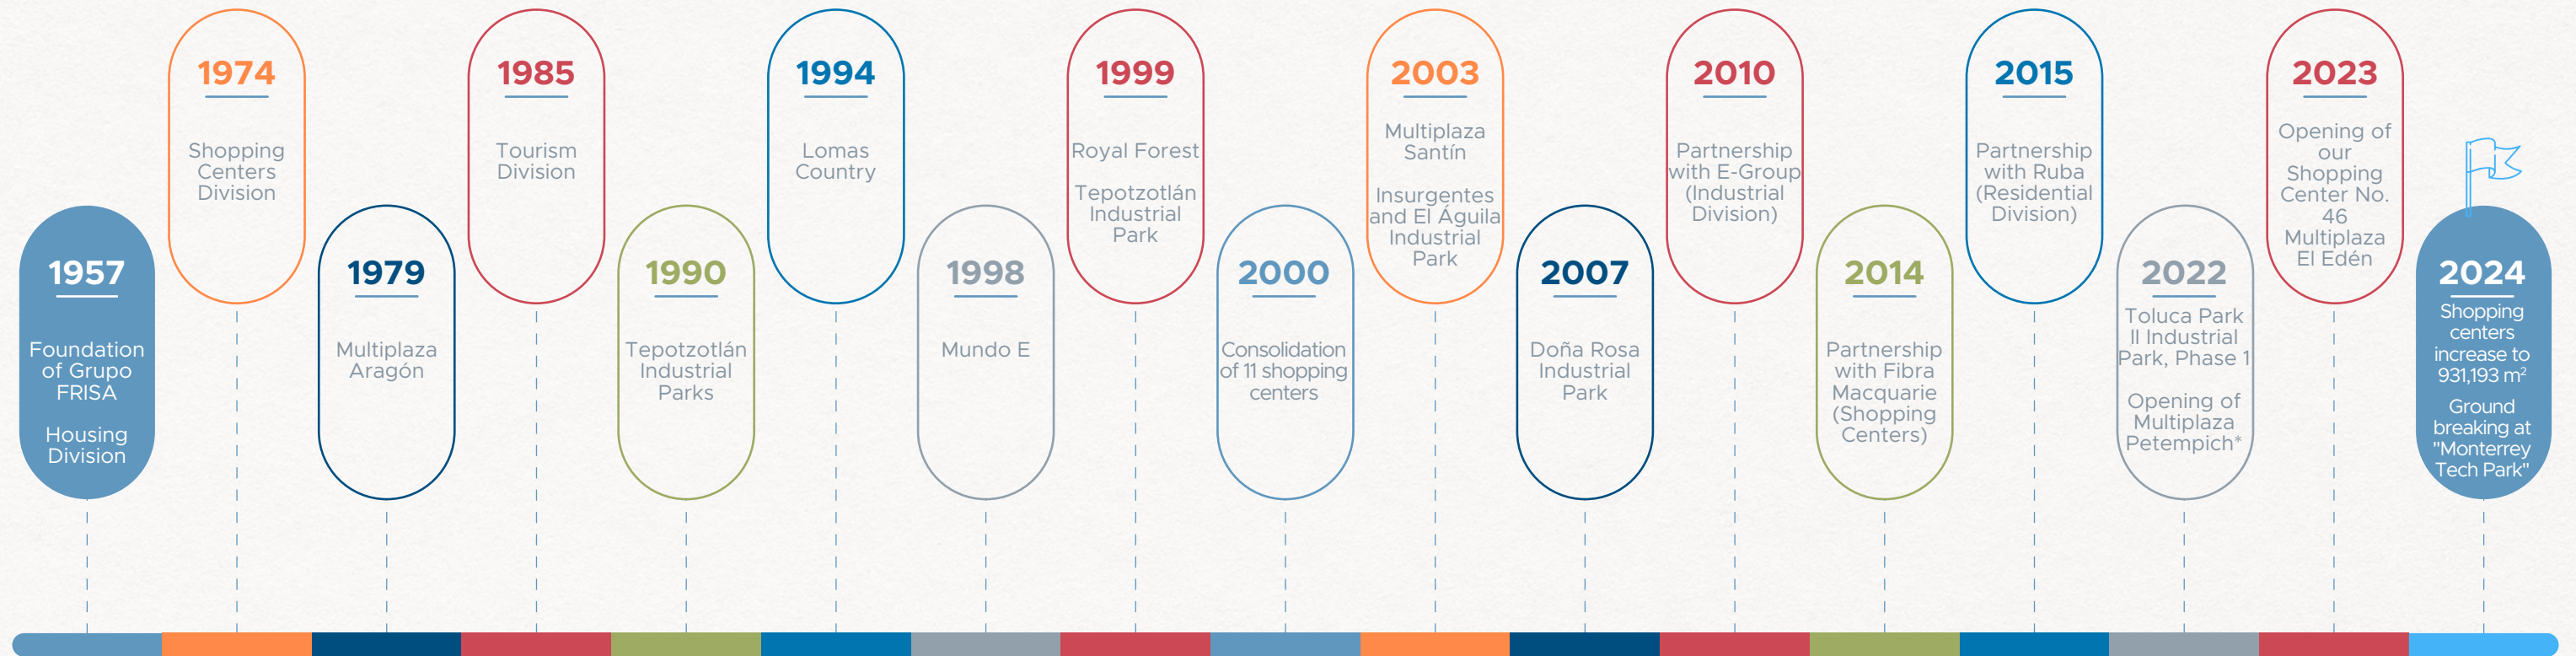 1957
Foundation
of Grupo
FRISA
Housing
Division
1974
Shopping
Centers
Division
1979
Multiplaza
Aragón
1985
Tourism
Division
1990
Tepotzotlán
Industrial
Parks
1994
Lomas
Country
1998
Mundo E
1999
Royal Forest
Tepotzotlán
Industrial
Park
2000
Consolidation
of 11 shopping
centers
2003
Multiplaza
Santín
Insurgentes
and El Águila
Industrial
Park
2007
Doña Rosa
Industrial
Park
2010
Partnership
with E-Group
(Industrial
Division)
2014
Partnership
with Fibra
Macquarie
(Shopping
Centers)
2015
Partnership
with Ruba
(Residential
Division)
2022
Toluca Park
II Industrial
Park, Phase 1
Opening of
Multiplaza
Petempich*
2023
Opening of
our
Shopping
Center No.
46
Multiplaza
El Edén
2024
Shopping
centers
increase to
931,193 m²
Ground
breaking at
"Monterrey
Tech Park"